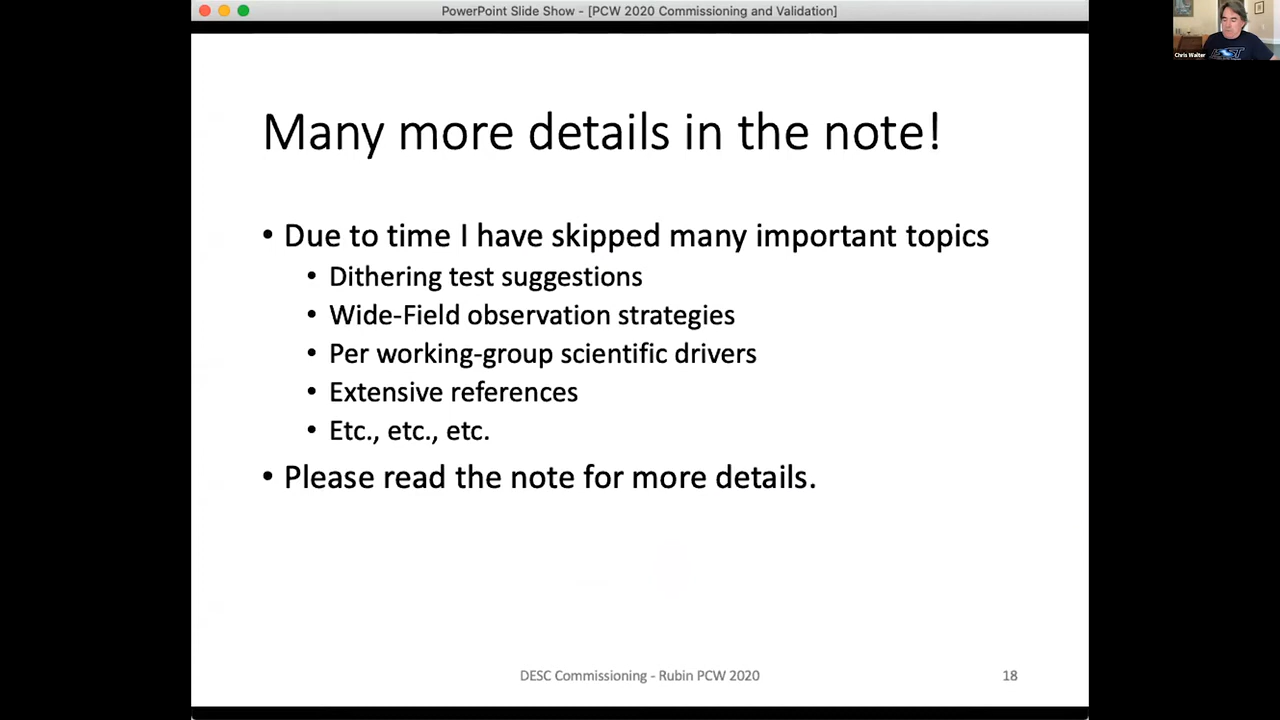 PowerPoint Slide Show - [PCW 2020 Commissioning and Validation]
Many more details in the note!
• Due to time I have skipped many important topics
• Dithering test suggestions
• Wide-Field observation strategies
• Per working-group scientific drivers
• Extensive references
• Etc., etc., etc.
• Please read the note for more details.
DESC Commissioning - Rubin PCW 2020
18
Chris Walter